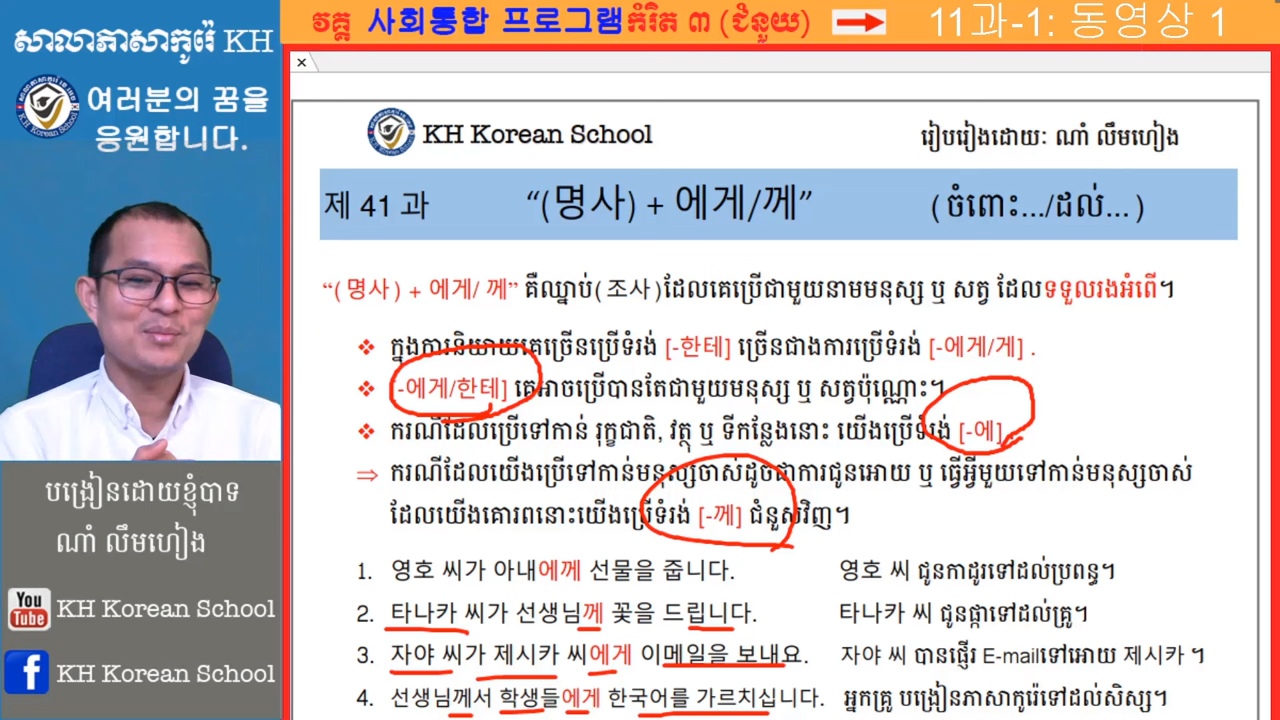 សាលាភាសាកូរ៉េ KH
여러분의 꿈을
응원합니다.
វគ្គ 사회통합 프로그램កំរិត ៣ (ជំនួយ)
11과-1: 동영상 1
KH Korean School
រៀបរៀងដោយ: ណាំ លឹមហៀង
제 41 과 “(명사) + 에게/께” (ចំពោះ.../ដល់...)
“(명사) + 에게/ 께” គឺឈ្នាប់(조사)ដែលគេប្រើជាមួយនាមមនុស្ស ឬ សត្វ ដែលទទួលរងអំពើ។
❖ ក្នុងការនិយាយគេច្រើនប្រើទំរង់ [-한테] ច្រើនជាងការប្រើទំរង់ [-에게/게] .
❖ -에게/한테] គេអាចប្រើបានតែជាមួយមនុស្ស ឬ សត្វប៉ុណ្ណោះ។
❖ ករណីដែលប្រើទៅកាន់ រុក្ខជាតិ, វត្ថុ ឬ ទីកន្លែងនោះ យើងប្រើទំរង់ [-에]
⇒ ករណីដែលយើងប្រើទៅកាន់មនុស្សចាស់ដូចជាការជូនអោយ ឬ ធ្វើអ្វីមួយទៅកាន់មនុស្សចាស់
ដែលយើងគោរពនោះយើងប្រើទំរង់ [-께] ជំនួសវិញ។
1. 영호 씨가 아내에께 선물을 줍니다. 영호 씨 ជូនកាដូរទៅដល់ប្រពន្ធ។
2. 타나카 씨가 선생님께 꽃을 드립니다. 타나카 씨 ជូនផ្កាទៅដល់គ្រូ។
3. 자야 씨가 제시카 씨에게 이메일을 보내요. 자야 씨 បានផ្ញើរ E-mailទៅអោយ 제시카 ។
4. 선생님께서 학생들에게 한국어를 가르치십니다. អ្នកគ្រូ បង្រៀនភាសាកូរ៉េទៅដល់សិស្ស។
បង្រៀនដោយខ្ញុំបាទ
ណាំ លឹមហៀង
You Tube KH Korean School
f KH Korean School